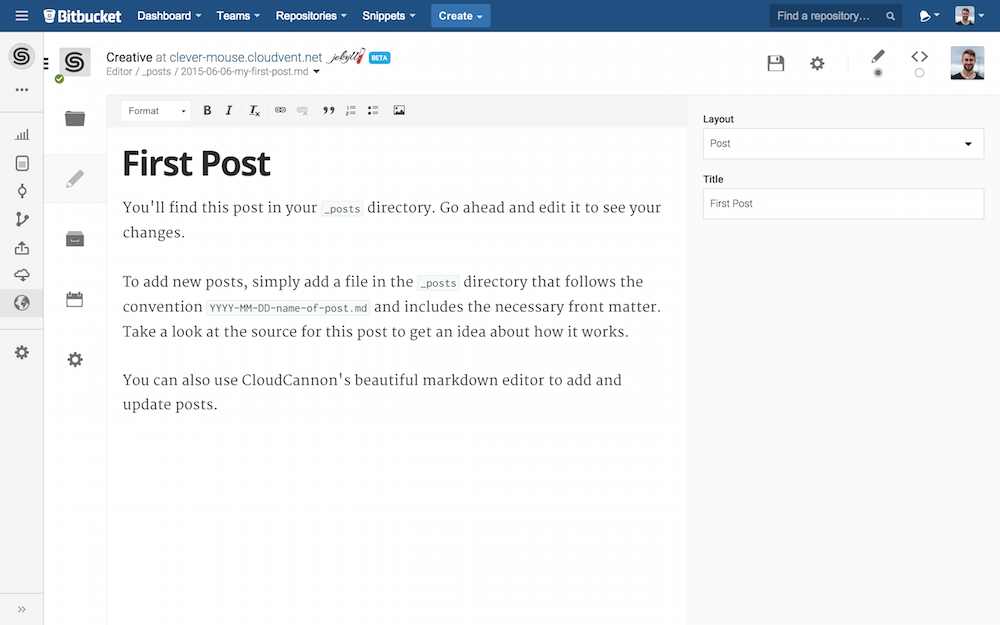 Bitbucket Dashboard Teams Repositories Snippets Create Find a repository...
Creative at clever-mouse.cloudvent.net jekyll BETA
Editor / _posts / 2015-06-06-my-first-post.md
Format B I Tx
First Post
You'll find this post in your _posts directory. Go ahead and edit it to see your
changes.
To add new posts, simply add a file in the _posts directory that follows the
convention YYYY-MM-DD-name-of-post.md and includes the necessary front matter.
Take a look at the source for this post to get an idea about how it works.
You can also use CloudCannon's beautiful markdown editor to add and
update posts.
Layout
Post
Title
First Post